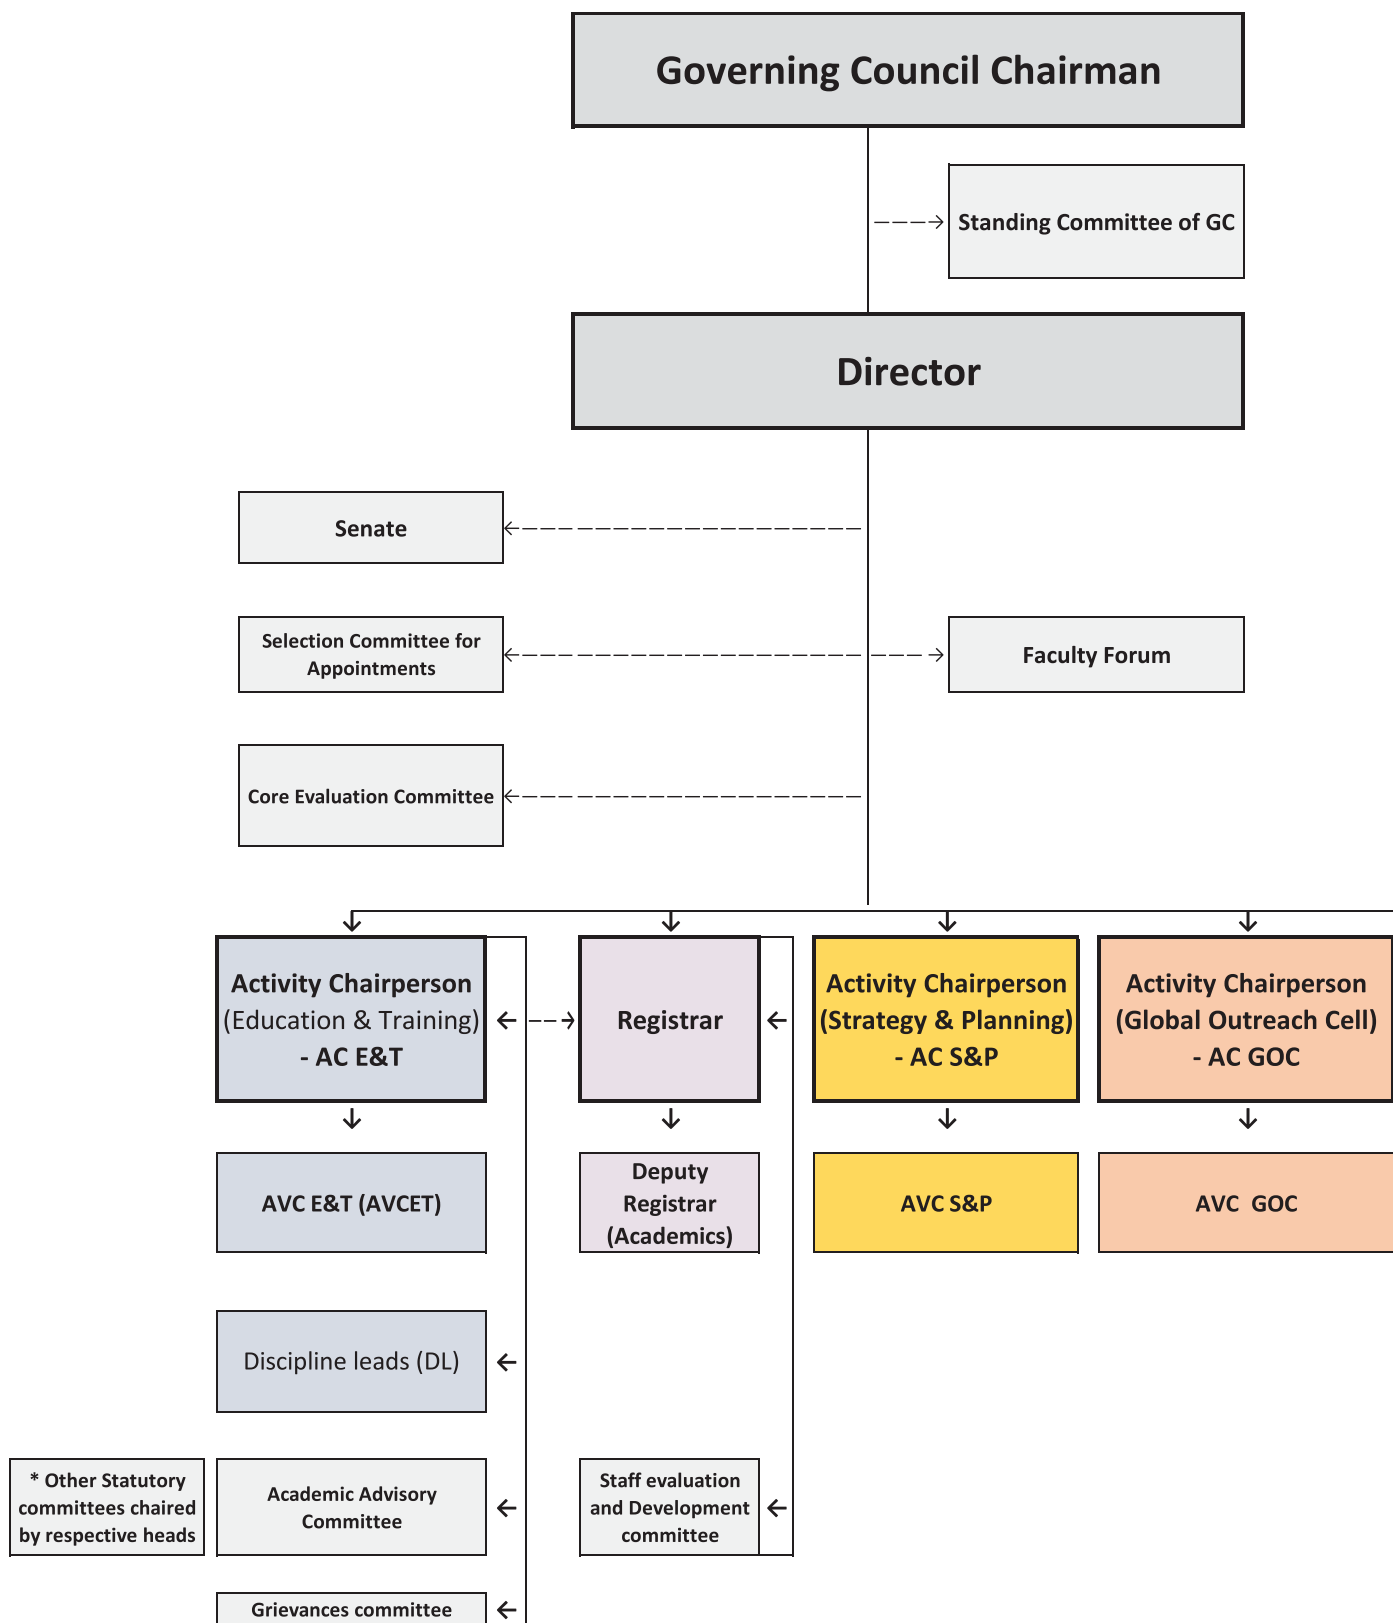 Governing Council Chairman
Standing Committee of GC
Director
Senate
Selection Committee for
Appointments
Faculty Forum
Core Evaluation Committee
Activity Chairperson
(Education & Training)
- AC E&T
Registrar
Activity Chairperson
(Strategy & Planning)
- AC S&P
Activity Chairperson
(Global Outreach Cell)
- AC GOC
AVC E&T (AVCET)
Deputy
Registrar
(Academics)
AVC S&P
AVC GOC
Discipline leads (DL)
* Other Statutory
committees chaired
by respective heads
Academic Advisory
Committee
Staff evaluation
and Development
committee
Grievances committee